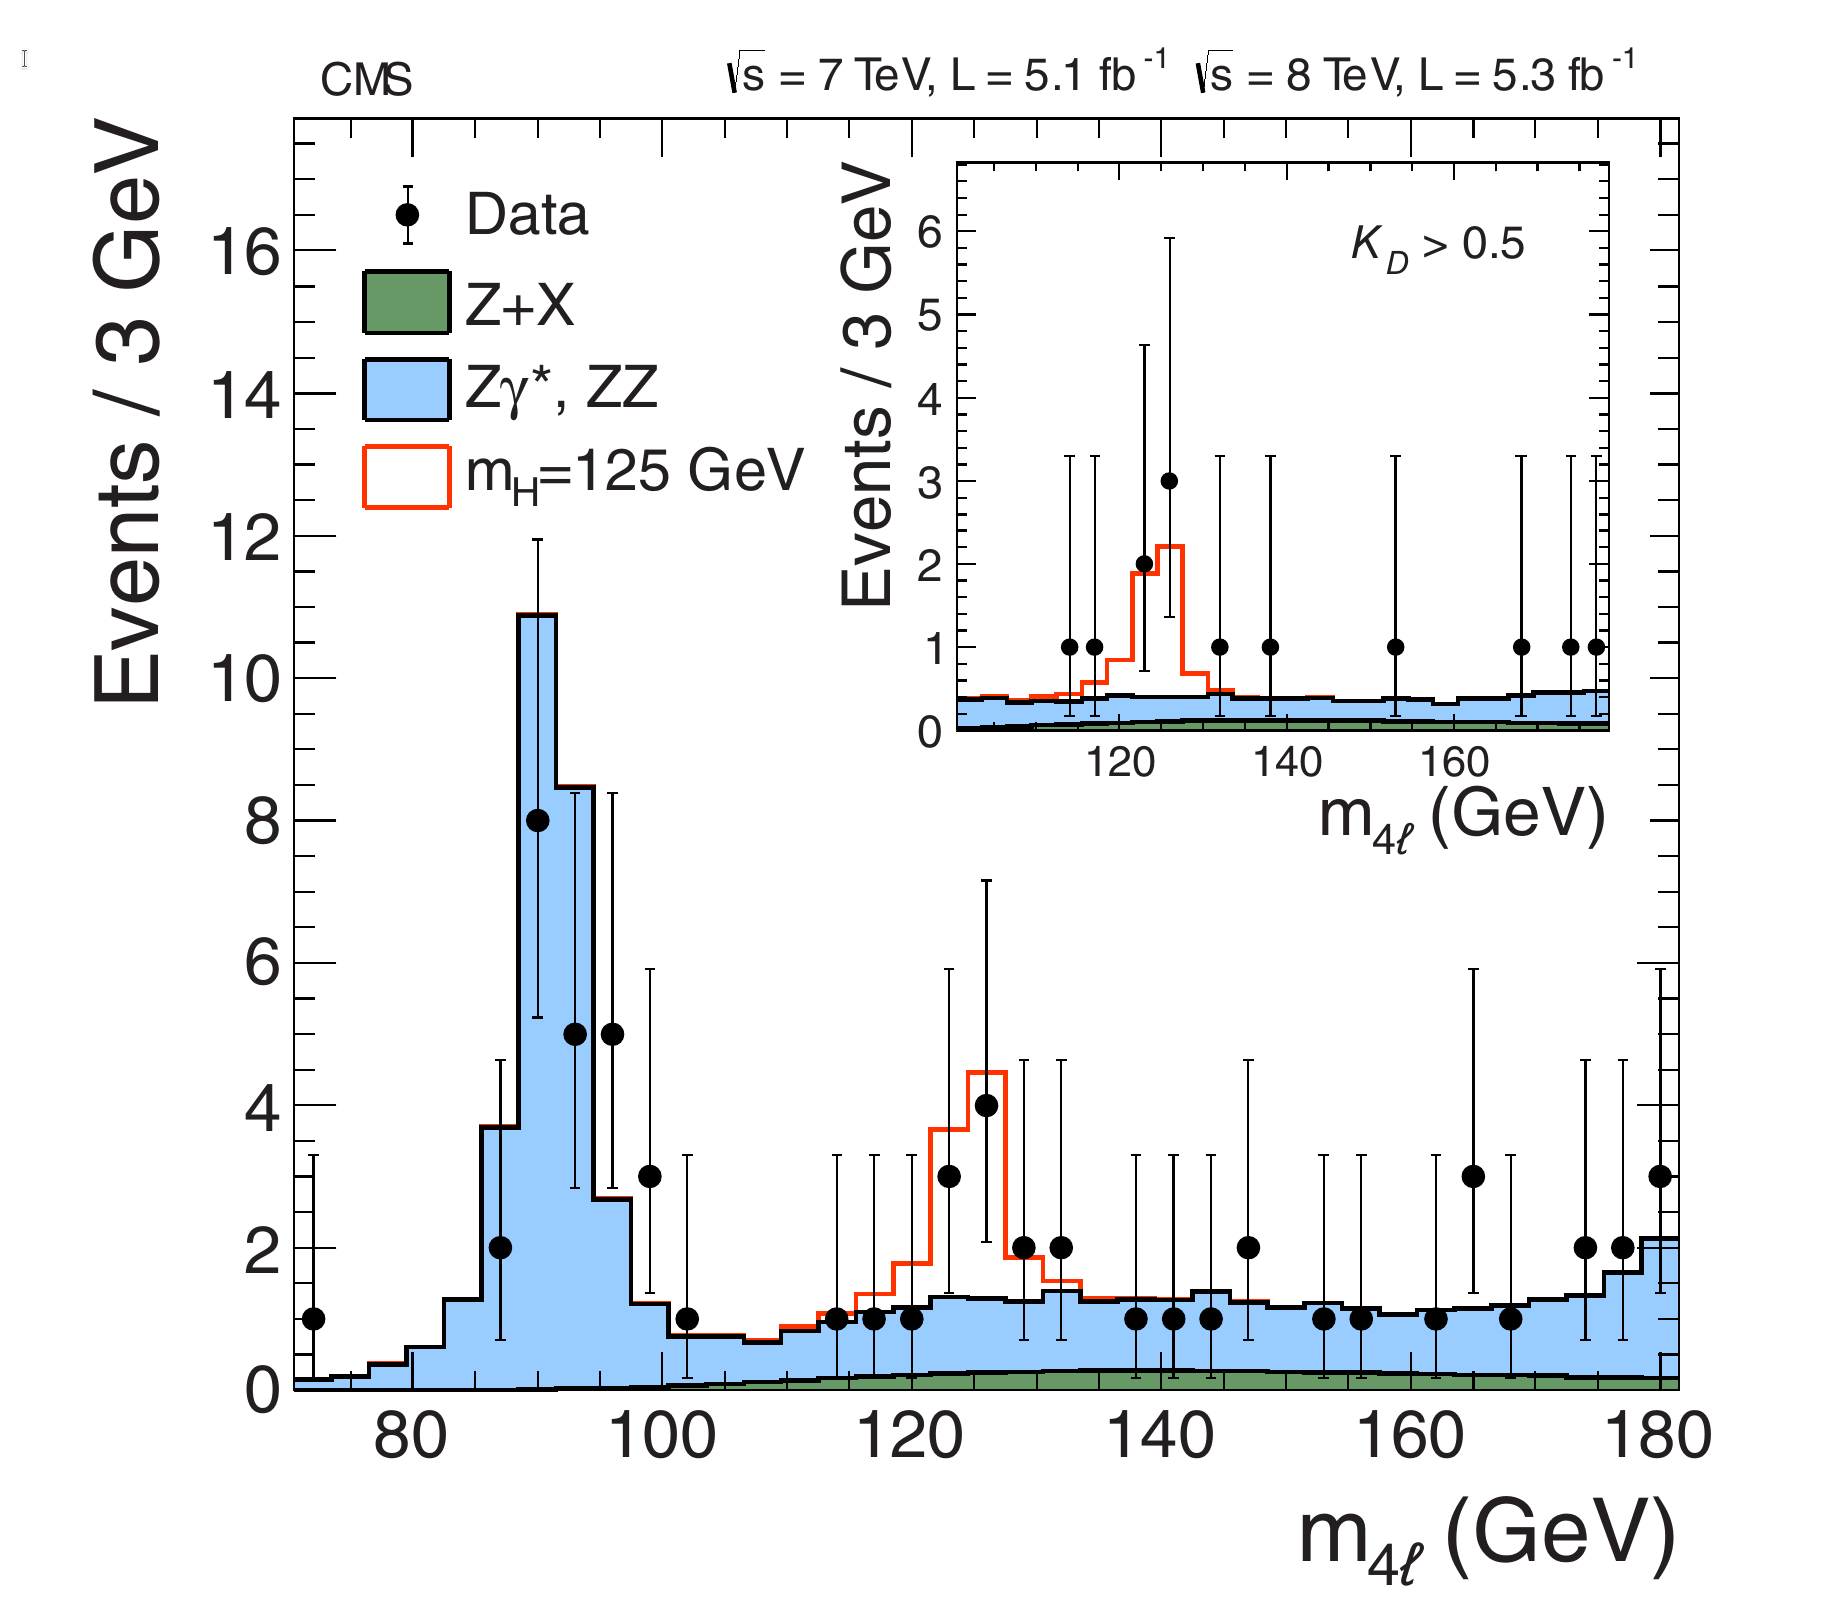 CMS √s = 7 TeV, L = 5.1 fb⁻¹ √s = 8 TeV, L = 5.3 fb⁻¹
Events / 3 GeV
16
14
12
10
8
6
4
2
0
Data
Z+X
Zγ*, ZZ
m_H=125 GeV
Events / 3 GeV
6
5
4
3
2
1
0
K_D > 0.5
120 140 160
m_4ℓ (GeV)
80 100 120 140 160 180
m_4ℓ (GeV)